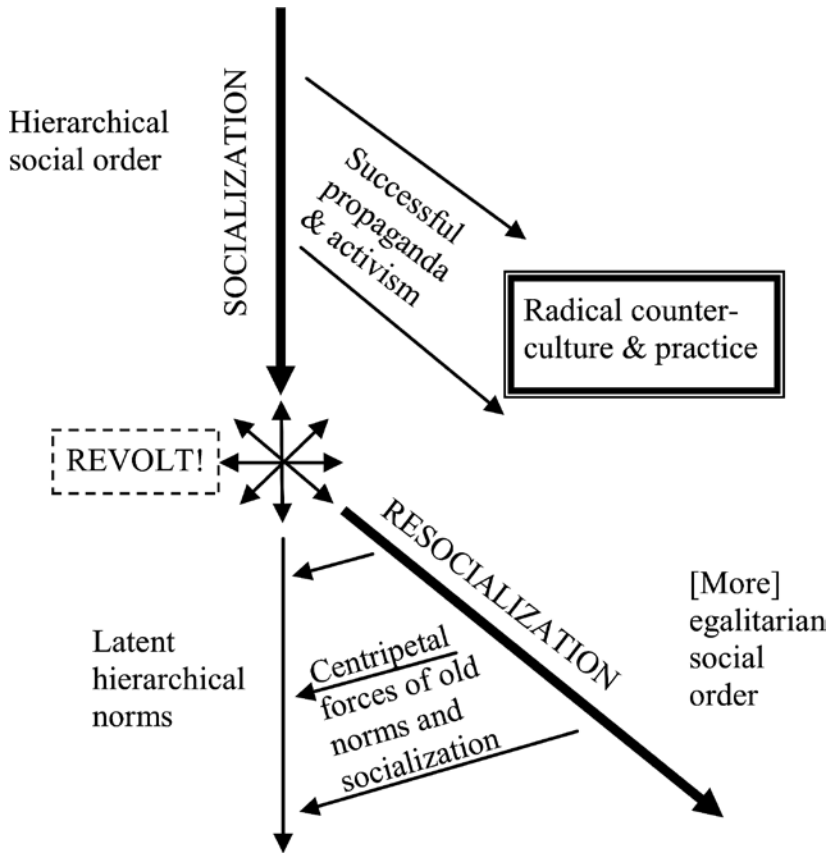 Hierarchical
social order
SOCIALIZATION
Successful
propaganda
& activism
Radical counter-
culture & practice
REVOLT!
RESOCIALIZATION
[More]
egalitarian
social
order
Latent
hierarchical
norms
Centripetal
forces of old
norms and
socialization